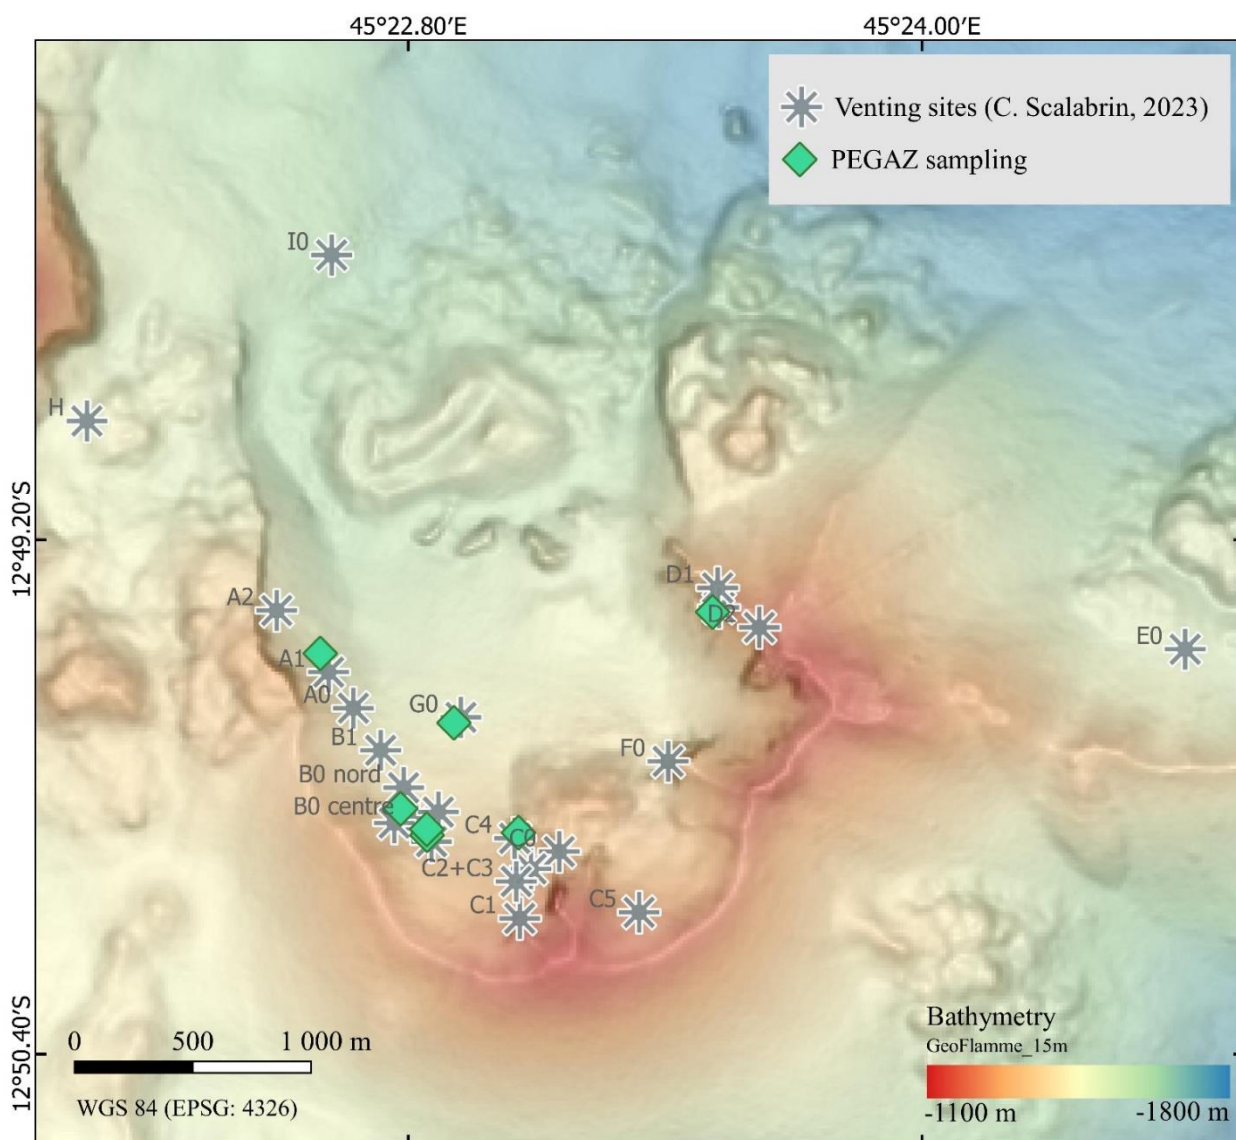 45°22.80′E
45°24.00′E
Venting sites (C. Scalabrin, 2023)
PEGAZ sampling
I0
H
12°49.20′S
D1
A2
D2
E0
A1
A0
G0
B1
F0
B0 nord
B0 centre
C4
C0
C2+C3
C1
C5
12°50.40′S
0 500 1 000 m
WGS 84 (EPSG: 4326)
Bathymetry
GeoFlamme_15m
-1100 m
-1800 m